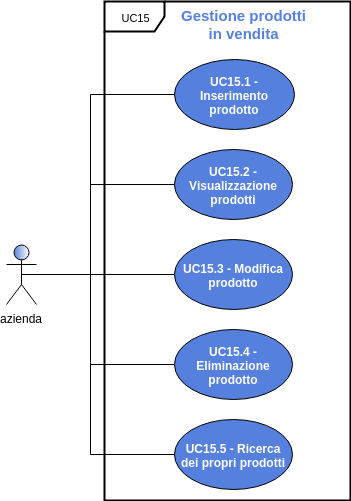 UC15
Gestione prodotti
in vendita
UC15.1 -
Inserimento
prodotto
UC15.2 -
Visualizzazione
prodotti
UC15.3 - Modifica
prodotto
azienda
UC15.4 -
Eliminazione
prodotto
UC15.5 - Ricerca
dei propri prodotti